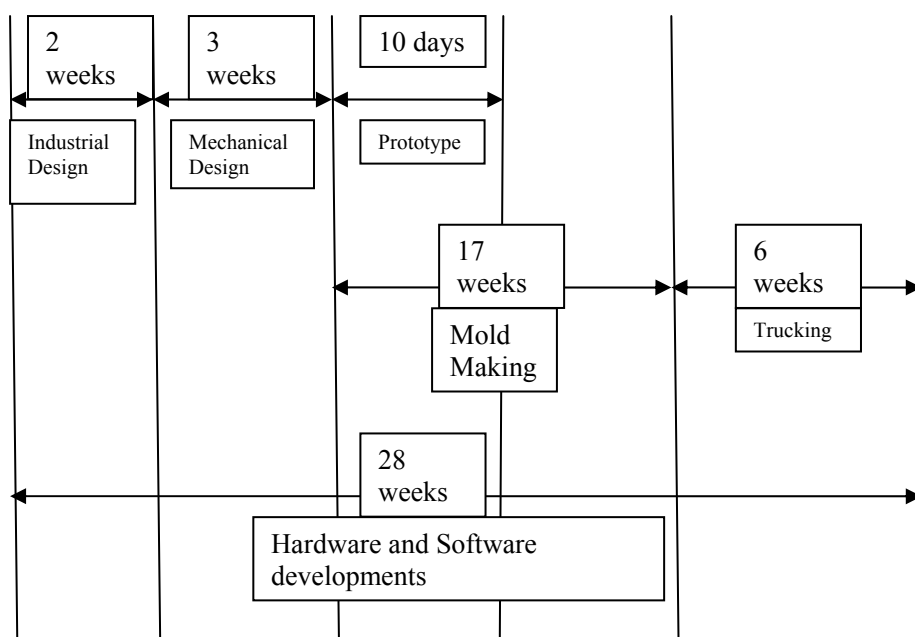 2
weeks
3
weeks
10 days
Industrial
Design
Mechanical
Design
Prototype
17
weeks
6
weeks
Mold
Making
Trucking
28
weeks
Hardware and Software
developments